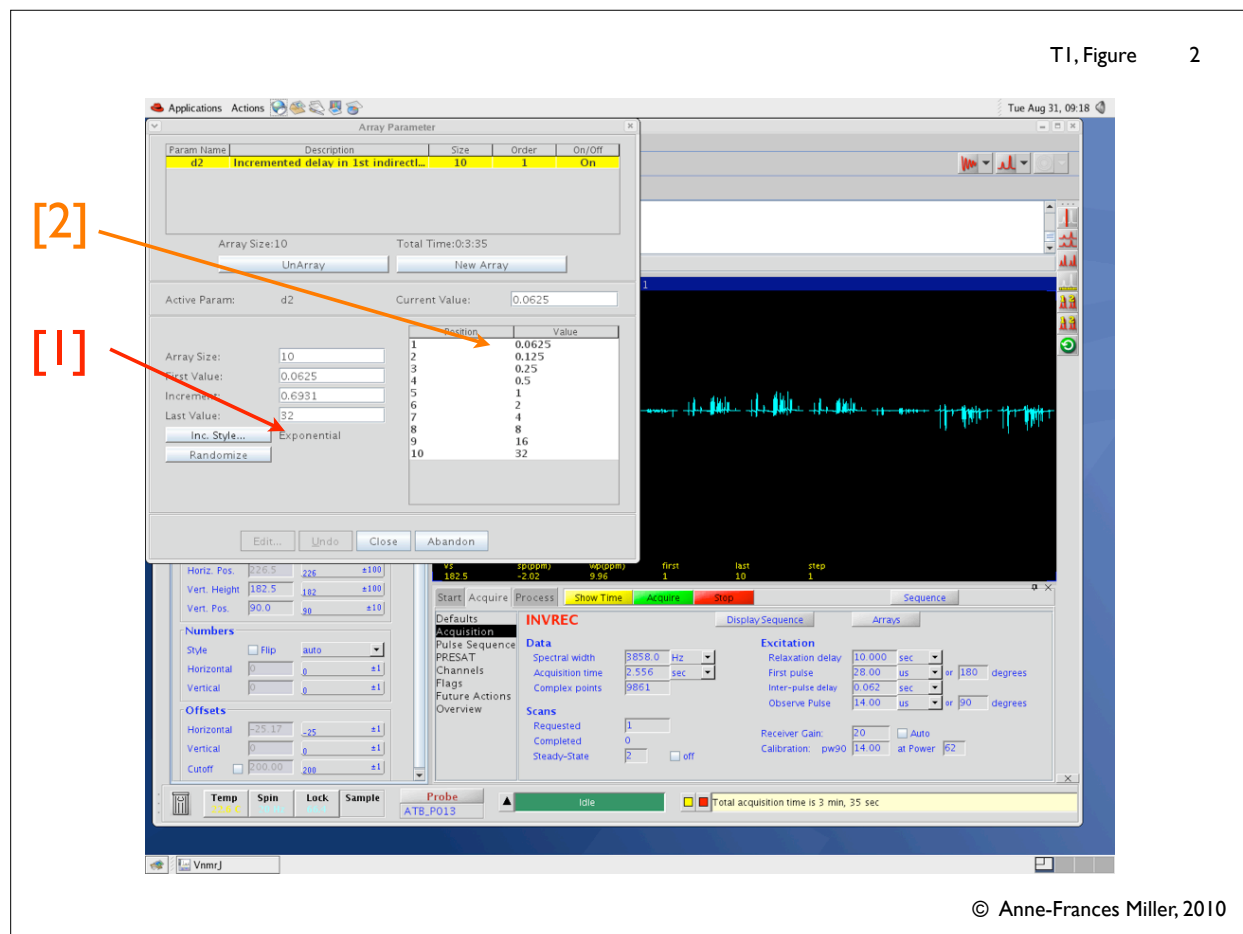 T1, Figure 2
Applications Actions Tue Aug 31, 09:18
Array Parameter
Param Name Description Size Order On/Off
d2 Incremented delay in 1st indirectl... 10 1 On
[2]
Array Size:10 Total Time:0:3:35
UnArray New Array
1
Active Param: d2 Current Value: 0.0625
[1]
Position Value
1 0.0625
2 0.125
3 0.25
4 0.5
5 1
6 2
7 4
8 8
9 16
10 32
Array Size: 10
First Value: 0.0625
Increment: 0.6931
Last Value: 32
Inc. Style... Exponential
Randomize
Edit... Undo Close Abandon
vs sp(ppm) wp(ppm) first last step
182.5 -2.02 9.96 1 10 1
Horiz. Pos. 226.5 226 ±100
Vert. Height 182.5 182 ±100
Vert. Pos. 90.0 90 ±10
Numbers
Style Flip auto
Horizontal 0 0 ±1
Vertical 0 0 ±1
Offsets
Horizontal -25.17 -25 ±1
Vertical 0 0 ±1
Cutoff 200.00 200 ±1
Start Acquire Process Show Time Acquire Stop Sequence
Defaults
Acquisition
Pulse Sequence
PRESAT
Channels
Flags
Future Actions
Overview
INVREC Display Sequence Arrays
Data
Spectral width 3858.0 Hz
Acquisition time 2.556 sec
Complex points 9861
Scans
Requested 1
Completed 0
Steady-State 2 off
Excitation
Relaxation delay 10.000 sec
First pulse 28.00 us or 180 degrees
Inter-pulse delay 0.062 sec
Observe Pulse 14.00 us or 90 degrees
Receiver Gain: 20 Auto
Calibration: pw90 14.00 at Power 62
Temp Spin Lock Sample Probe
ATB_P013
Idle
Total acquisition time is 3 min, 35 sec
VnmrJ
© Anne-Frances Miller, 2010